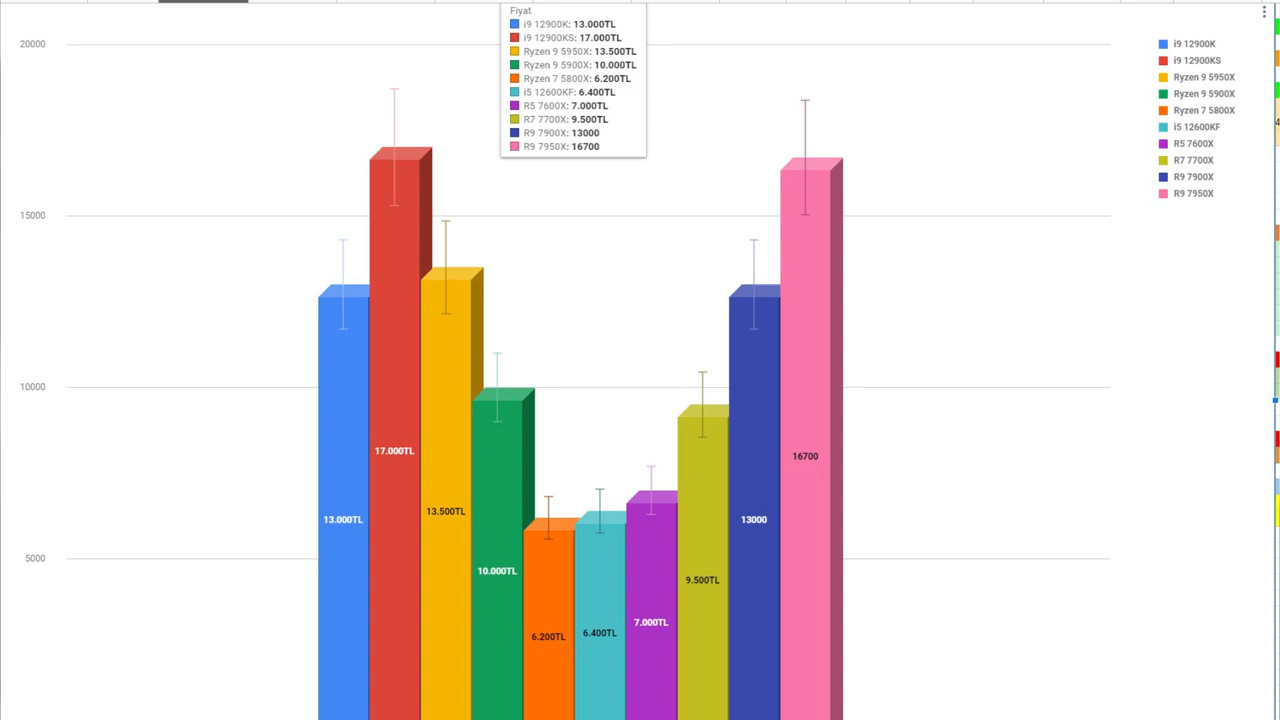 Fiyat
i9 12900K: 13.000TL
i9 12900KS: 17.000TL
Ryzen 9 5950X: 13.500TL
Ryzen 9 5900X: 10.000TL
Ryzen 7 5800X: 6.200TL
i5 12600KF: 6.400TL
R5 7600X: 7.000TL
R7 7700X: 9.500TL
R9 7900X: 13000
R9 7950X: 16700
i9 12900K
i9 12900KS
Ryzen 9 5950X
Ryzen 9 5900X
Ryzen 7 5800X
i5 12600KF
R5 7600X
R7 7700X
R9 7900X
R9 7950X
20000
15000
10000
5000
13.000TL
17.000TL
13.500TL
10.000TL
6.200TL
6.400TL
7.000TL
9.500TL
13000
16700